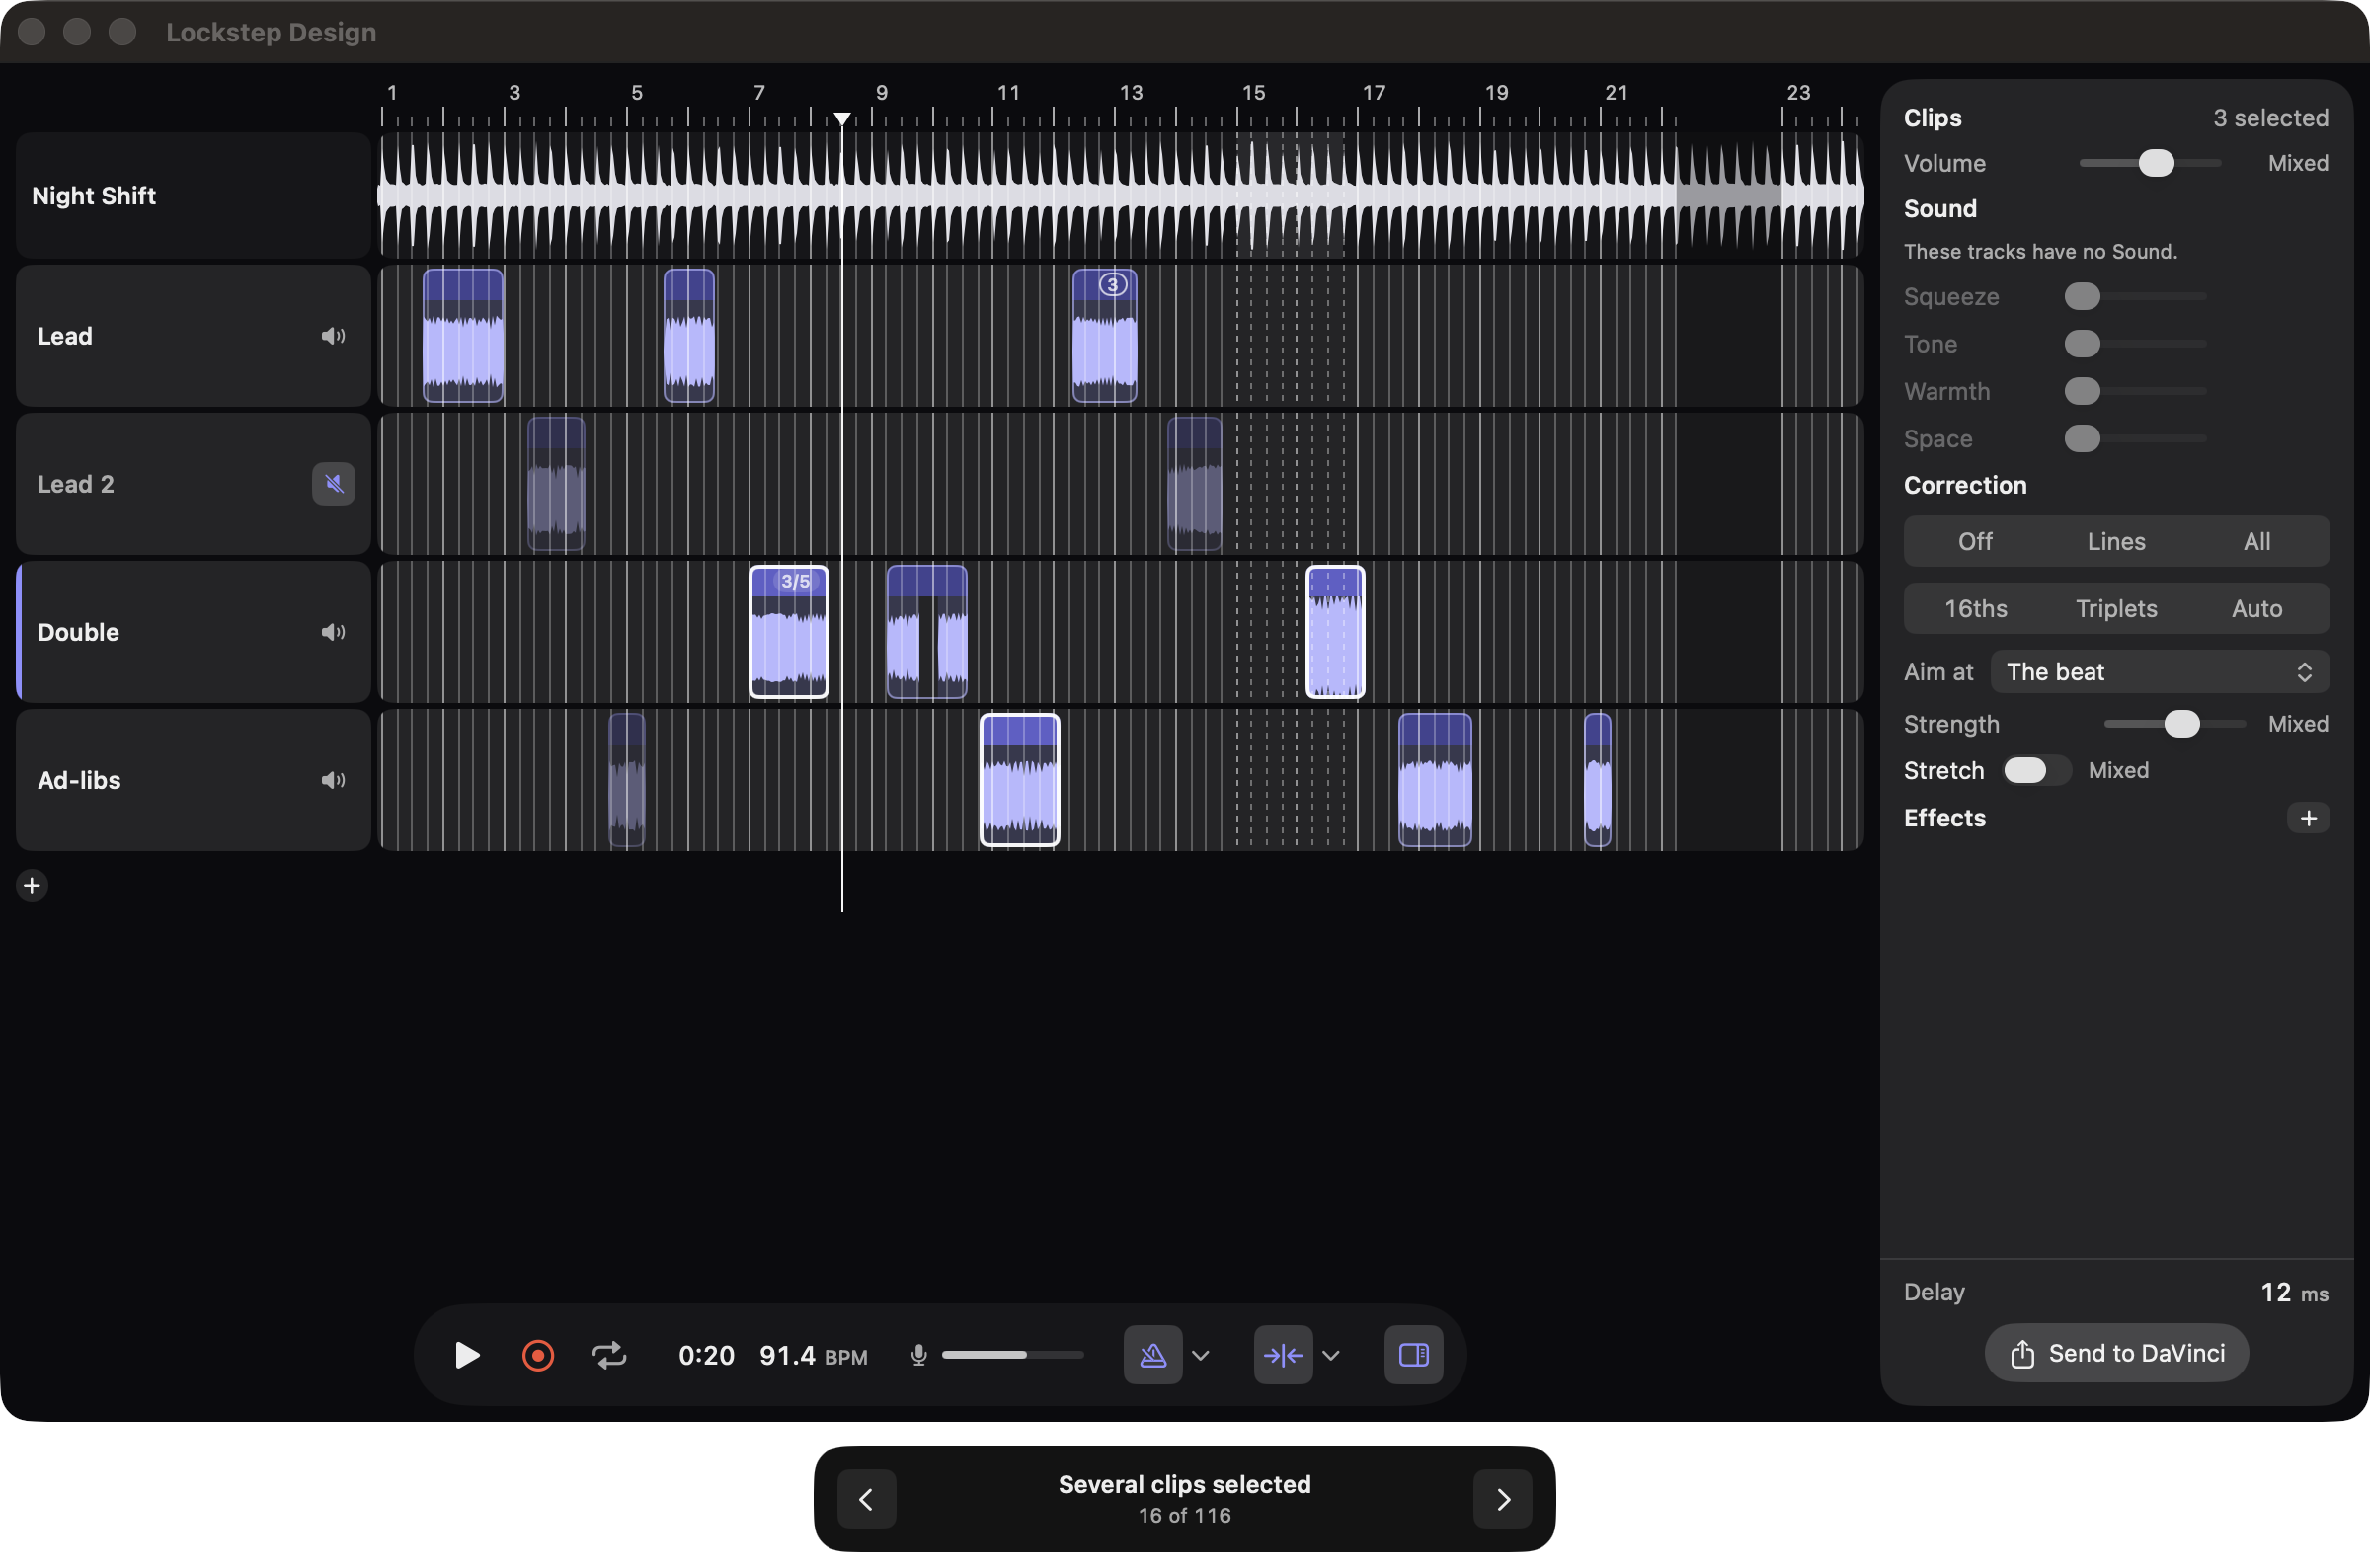 Lockstep Design
1 3 5 7 9 11 13 15 17 19 21 23
Night Shift
Lead
3
Lead 2
Double
3/5
Ad-libs
Clips 3 selected
Volume Mixed
Sound
These tracks have no Sound.
Squeeze
Tone
Warmth
Space
Correction
Off Lines All
16ths Triplets Auto
Aim at The beat
Strength Mixed
Stretch Mixed
Effects
Delay 12 ms
Send to DaVinci
0:20 91.4 BPM
Several clips selected
16 of 116